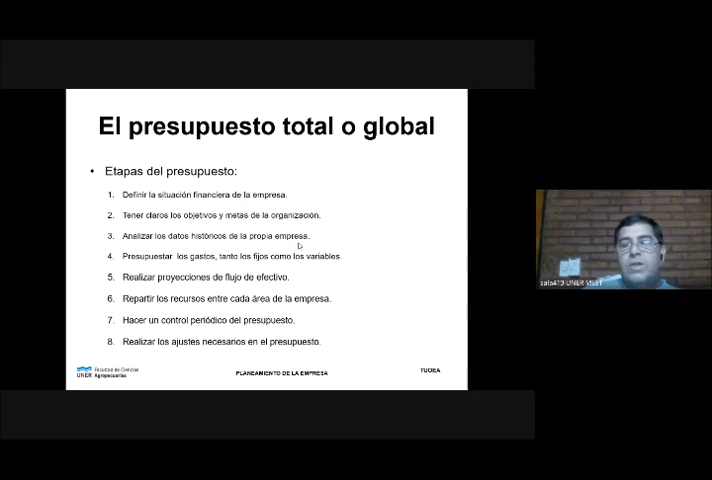 El presupuesto total o global
• Etapas del presupuesto:
1. Definir la situación financiera de la empresa.
2. Tener claros los objetivos y metas de la organización.
3. Analizar los datos históricos de la propia empresa.
4. Presupuestar los gastos, tanto los fijos como los variables.
5. Realizar proyecciones de flujo de efectivo.
6. Repartir los recursos entre cada área de la empresa.
7. Hacer un control periódico del presupuesto.
8. Realizar los ajustes necesarios en el presupuesto.
UNER Facultad de Ciencias
Agropecuarias
PLANEAMIENTO DE LA EMPRESA
TUOEA
sala413 UNER MEET